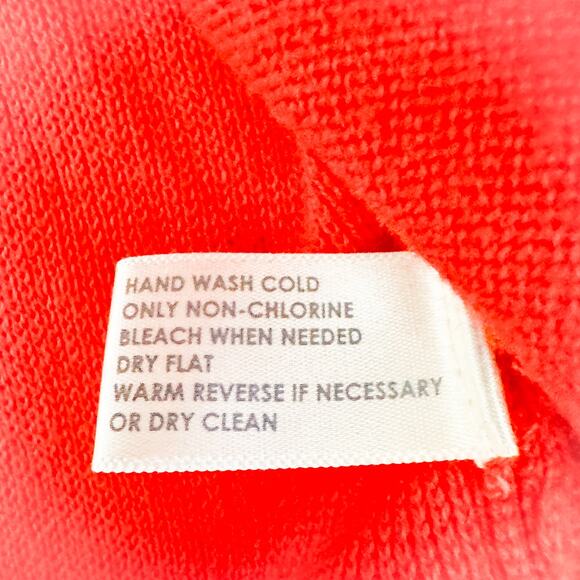 HAND WASH COLD
ONLY NON-CHLORINE
BLEACH WHEN NEEDED
DRY FLAT
WARM REVERSE IF NECESSARY
OR DRY CLEAN